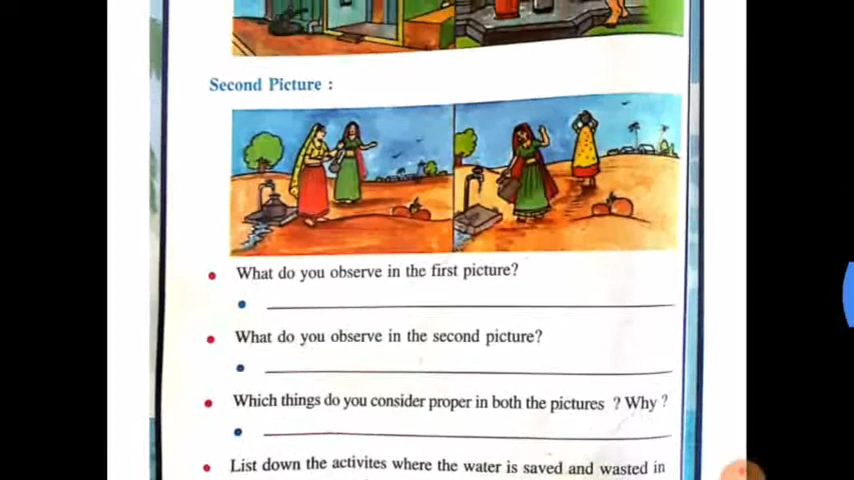 Second Picture :
What do you observe in the first picture?
What do you observe in the second picture?
Which things do you consider proper in both the pictures ? Why ?
List down the activites where the water is saved and wasted in